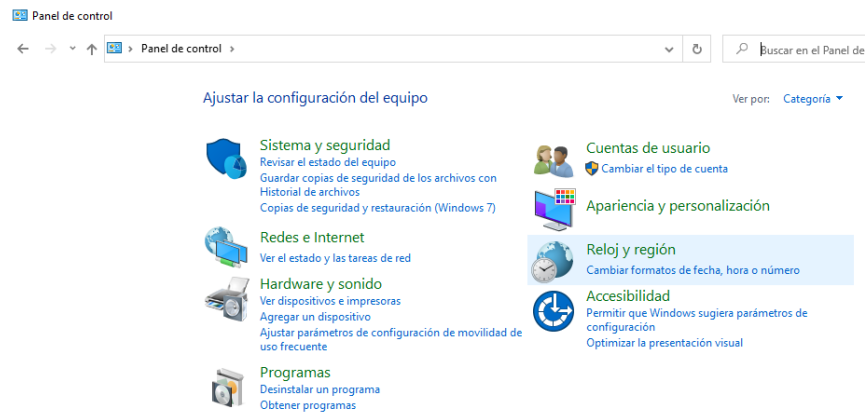 Panel de control
Panel de control
Buscar en el Panel de
Ajustar la configuración del equipo
Ver por: Categoría
Sistema y seguridad
Revisar el estado del equipo
Guardar copias de seguridad de los archivos con
Historial de archivos
Copias de seguridad y restauración (Windows 7)
Redes e Internet
Ver el estado y las tareas de red
Hardware y sonido
Ver dispositivos e impresoras
Agregar un dispositivo
Ajustar parámetros de configuración de movilidad de
uso frecuente
Programas
Desinstalar un programa
Obtener programas
Cuentas de usuario
Cambiar el tipo de cuenta
Apariencia y personalización
Reloj y región
Cambiar formatos de fecha, hora o número
Accesibilidad
Permitir que Windows sugiera parámetros de
configuración
Optimizar la presentación visual